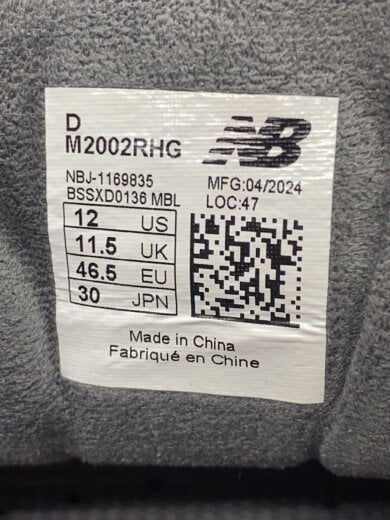 D
M2002RHG
NB
NBJ-1169835
MFG:04/2024
BSSXD0136 MBL
LOC:47
12 US
11.5 UK
46.5 EU
30 JPN
Made in China
Fabriqué en Chine